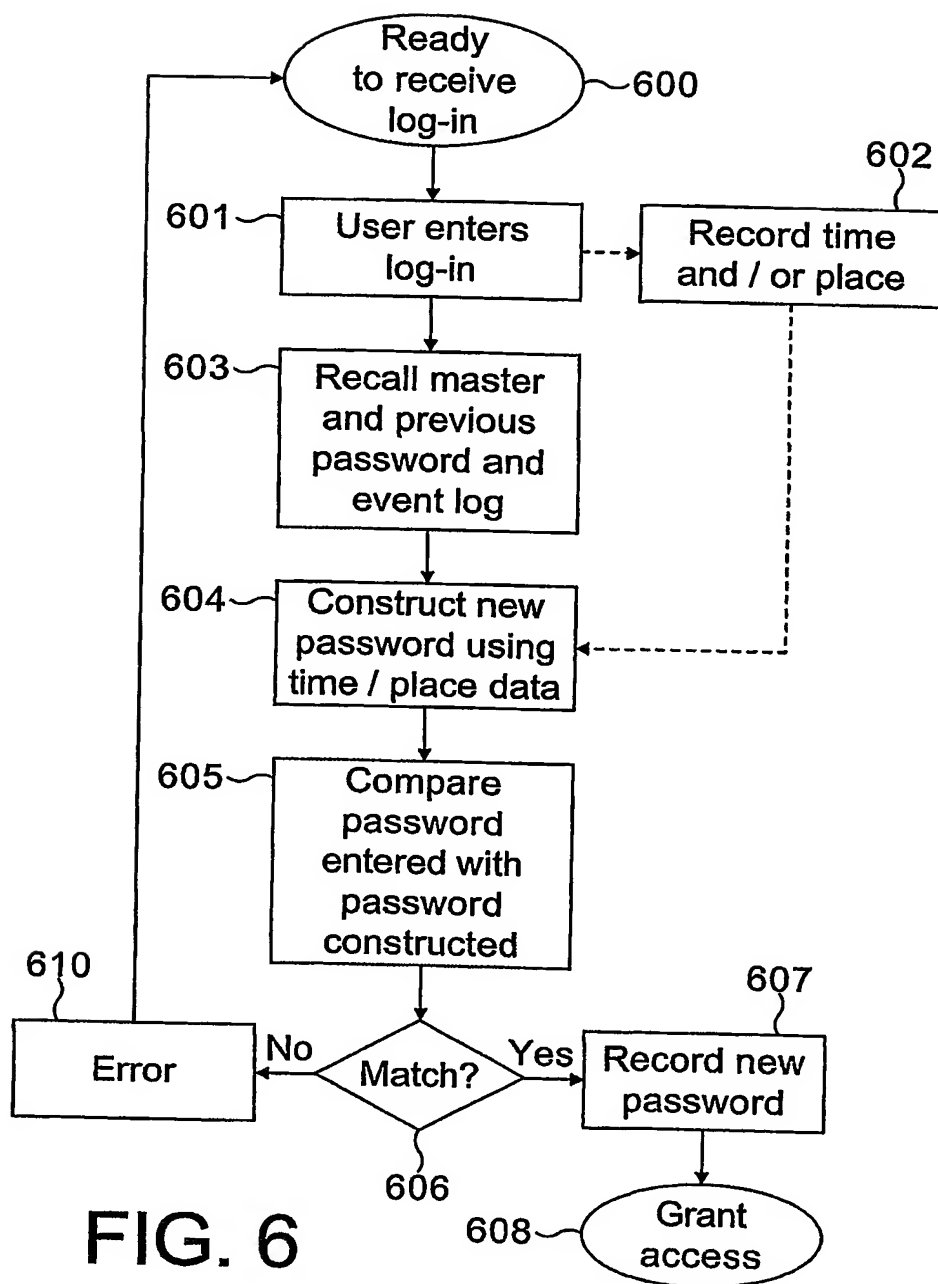 Ready
to receive
log-in
600
602
601
User enters
log-in
Record time
and / or place
603
Recall master
and previous
password and
event log
604
Construct new
password using
time / place data
605
Compare
password
entered with
password
constructed
610
607
Error
No
Match?
Yes
Record new
password
606
608
Grant
access
FIG. 6